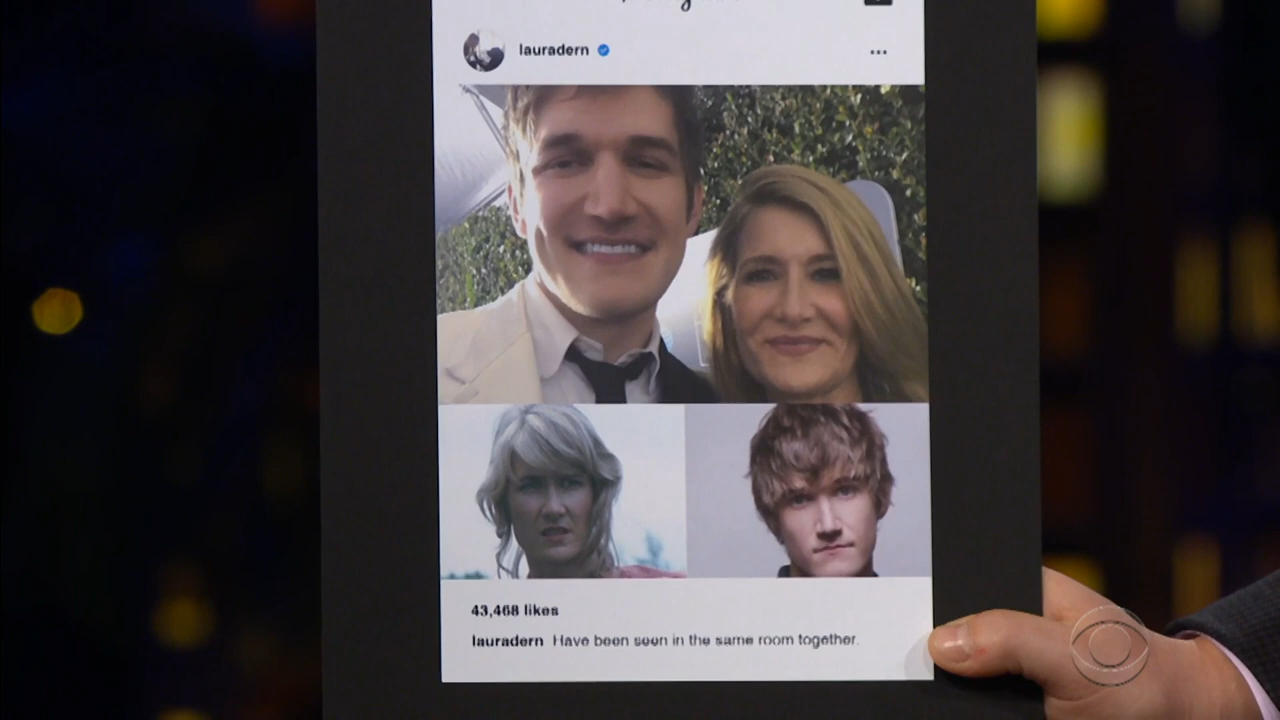 lauradern
43,468 likes
lauradern Have been seen in the same room together.